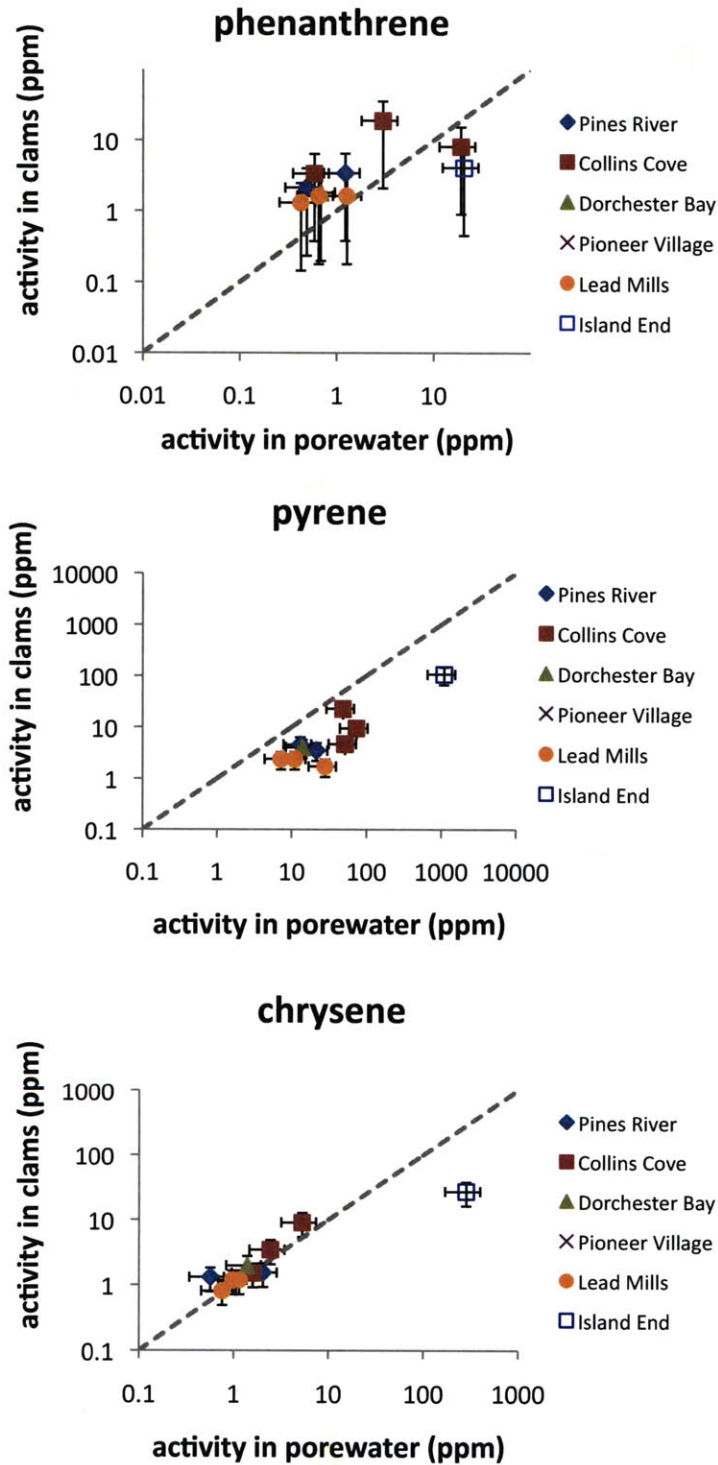 phenanthrene
activity in clams (ppm)
10
1
0.1
0.01
0.01 0.1 1 10
activity in porewater (ppm)
Pines River
Collins Cove
Dorchester Bay
Pioneer Village
Lead Mills
Island End
pyrene
activity in clams (ppm)
10000
1000
100
10
1
0.1
0.1 1 10 100 1000 10000
activity in porewater (ppm)
Pines River
Collins Cove
Dorchester Bay
Pioneer Village
Lead Mills
Island End
chrysene
activity in clams (ppm)
1000
100
10
1
0.1
0.1 1 10 100 1000
activity in porewater (ppm)
Pines River
Collins Cove
Dorchester Bay
Pioneer Village
Lead Mills
Island End